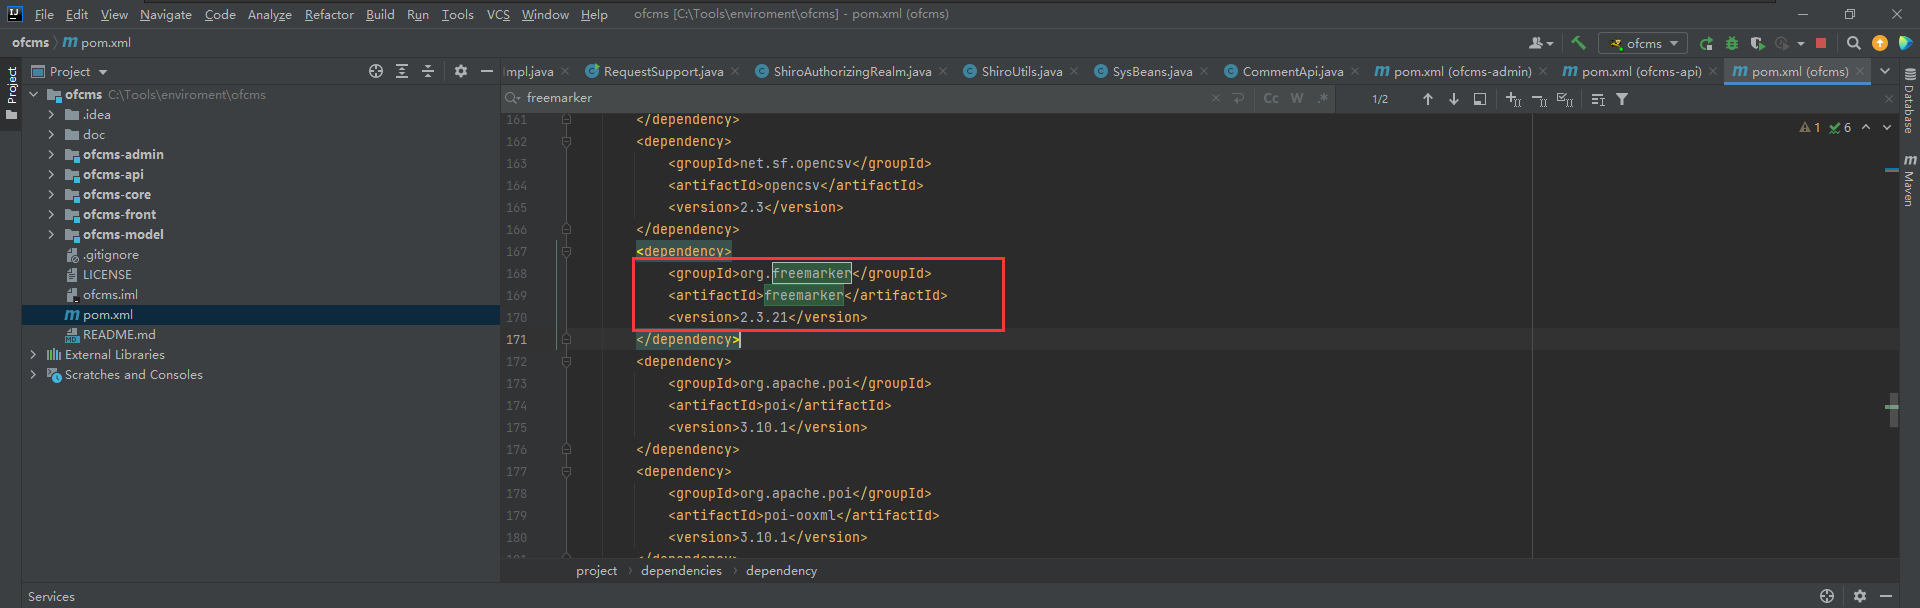 File Edit View Navigate Code Analyze Refactor Build Run Tools VCS Window Help ofcms [C:\Tools\enviroment\ofcms] - pom.xml (ofcms)
ofcms pom.xml
ofcms
Project
Impl.java RequestSupport.java ShiroAuthorizingRealm.java ShiroUtils.java SysBeans.java CommentApi.java pom.xml (ofcms-admin) pom.xml (ofcms-api) pom.xml (ofcms)
Project
ofcms C:\Tools\enviroment\ofcms
.idea
doc
ofcms-admin
ofcms-api
ofcms-core
ofcms-front
ofcms-model
.gitignore
LICENSE
ofcms.iml
pom.xml
README.md
External Libraries
Scratches and Consoles
freemarker Cc W .* 1/2
1 6
161 </dependency>
162 <dependency>
163 <groupId>net.sf.opencsv</groupId>
164 <artifactId>opencsv</artifactId>
165 <version>2.3</version>
166 </dependency>
167 <dependency>
168 <groupId>org.freemarker</groupId>
169 <artifactId>freemarker</artifactId>
170 <version>2.3.21</version>
171 </dependency>
172 <dependency>
173 <groupId>org.apache.poi</groupId>
174 <artifactId>poi</artifactId>
175 <version>3.10.1</version>
176 </dependency>
177 <dependency>
178 <groupId>org.apache.poi</groupId>
179 <artifactId>poi-ooxml</artifactId>
180 <version>3.10.1</version>
181 </dependency>
project dependencies dependency
Database
Maven
Services